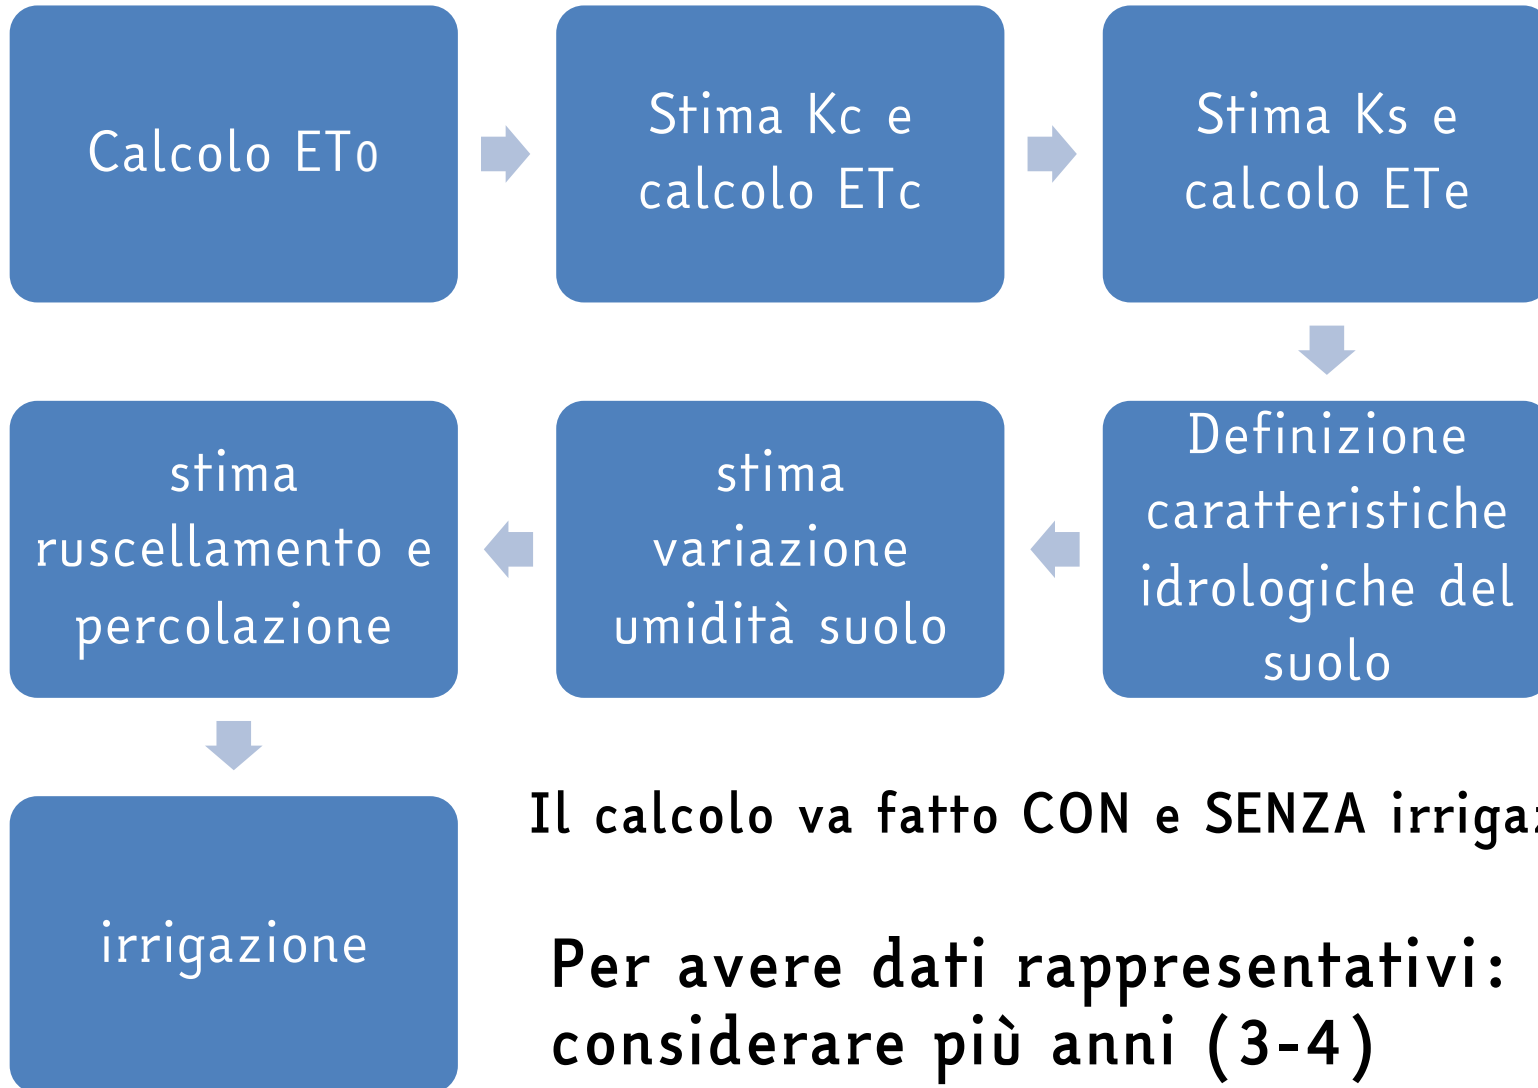 Calcolo ET0
Stima Kc e
calcolo ETc
Stima Ks e
calcolo ETe
Definizione
caratteristiche
idrologiche del
suolo
stima
variazione
umidità suolo
stima
ruscellamento e
percolazione
irrigazione
Il calcolo va fatto CON e SENZA
Per avere dati rappresentativi:
considerare più anni (3-4)